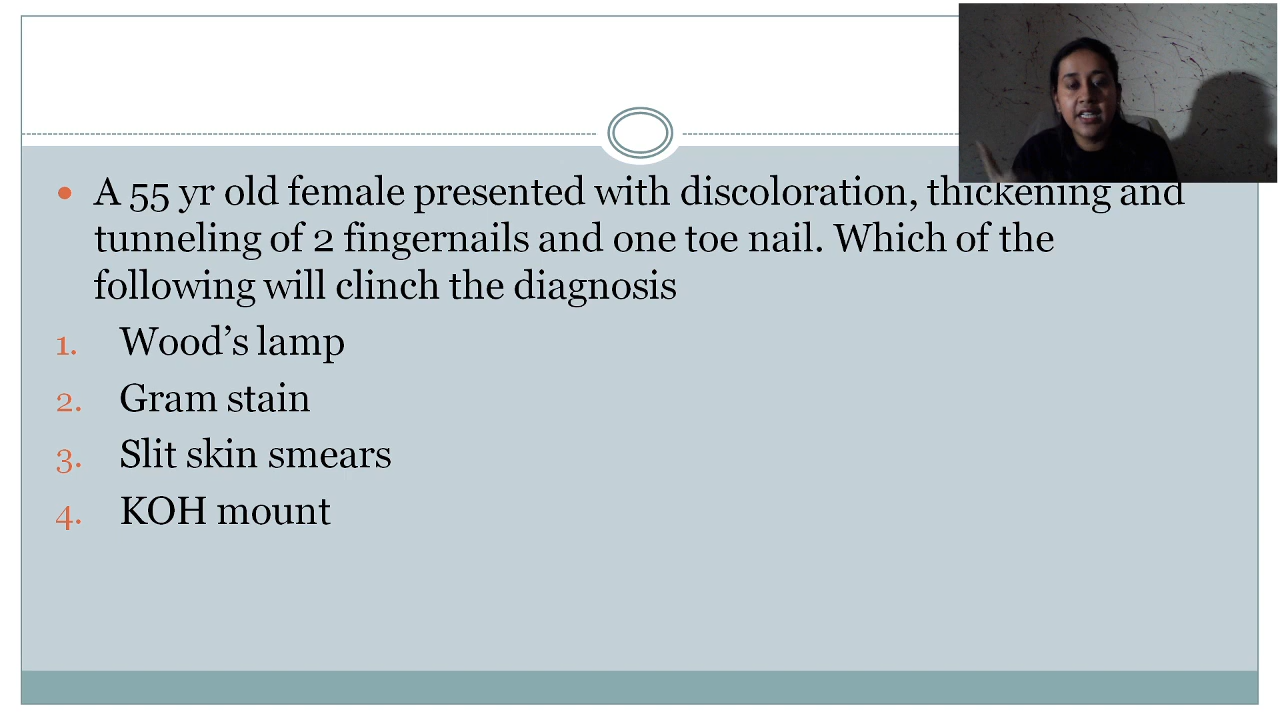 A 55 yr old female presented with discoloration, thickening and
tunneling of 2 fingernails and one toe nail. Which of the
following will clinch the diagnosis
1. Wood's lamp
2. Gram stain
3. Slit skin smears
4. KOH mount